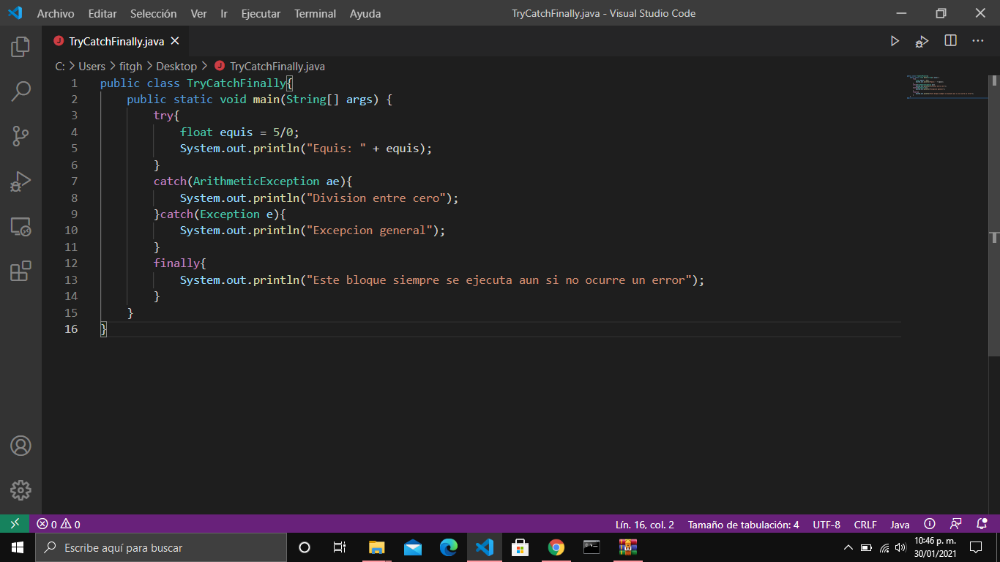 Archivo Editar Selección Ver Ir Ejecutar Terminal Ayuda TryCatchFinally.java - Visual Studio Code
J TryCatchFinally.java
C: > Users > fitgh > Desktop > J TryCatchFinally.java
1 public class TryCatchFinally{
2     public static void main(String[] args) {
3         try{
4             float equis = 5/0;
5             System.out.println("Equis: " + equis);
6         }
7         catch(ArithmeticException ae){
8             System.out.println("Division entre cero");
9         }catch(Exception e){
10             System.out.println("Excepcion general");
11         }
12         finally{
13             System.out.println("Este bloque siempre se ejecuta aun si no ocurre un error");
14         }
15     }
16 }
0 0 Lín. 16, col. 2 Tamaño de tabulación: 4 UTF-8 CRLF Java
Escribe aquí para buscar
10:46 p. m.
30/01/2021